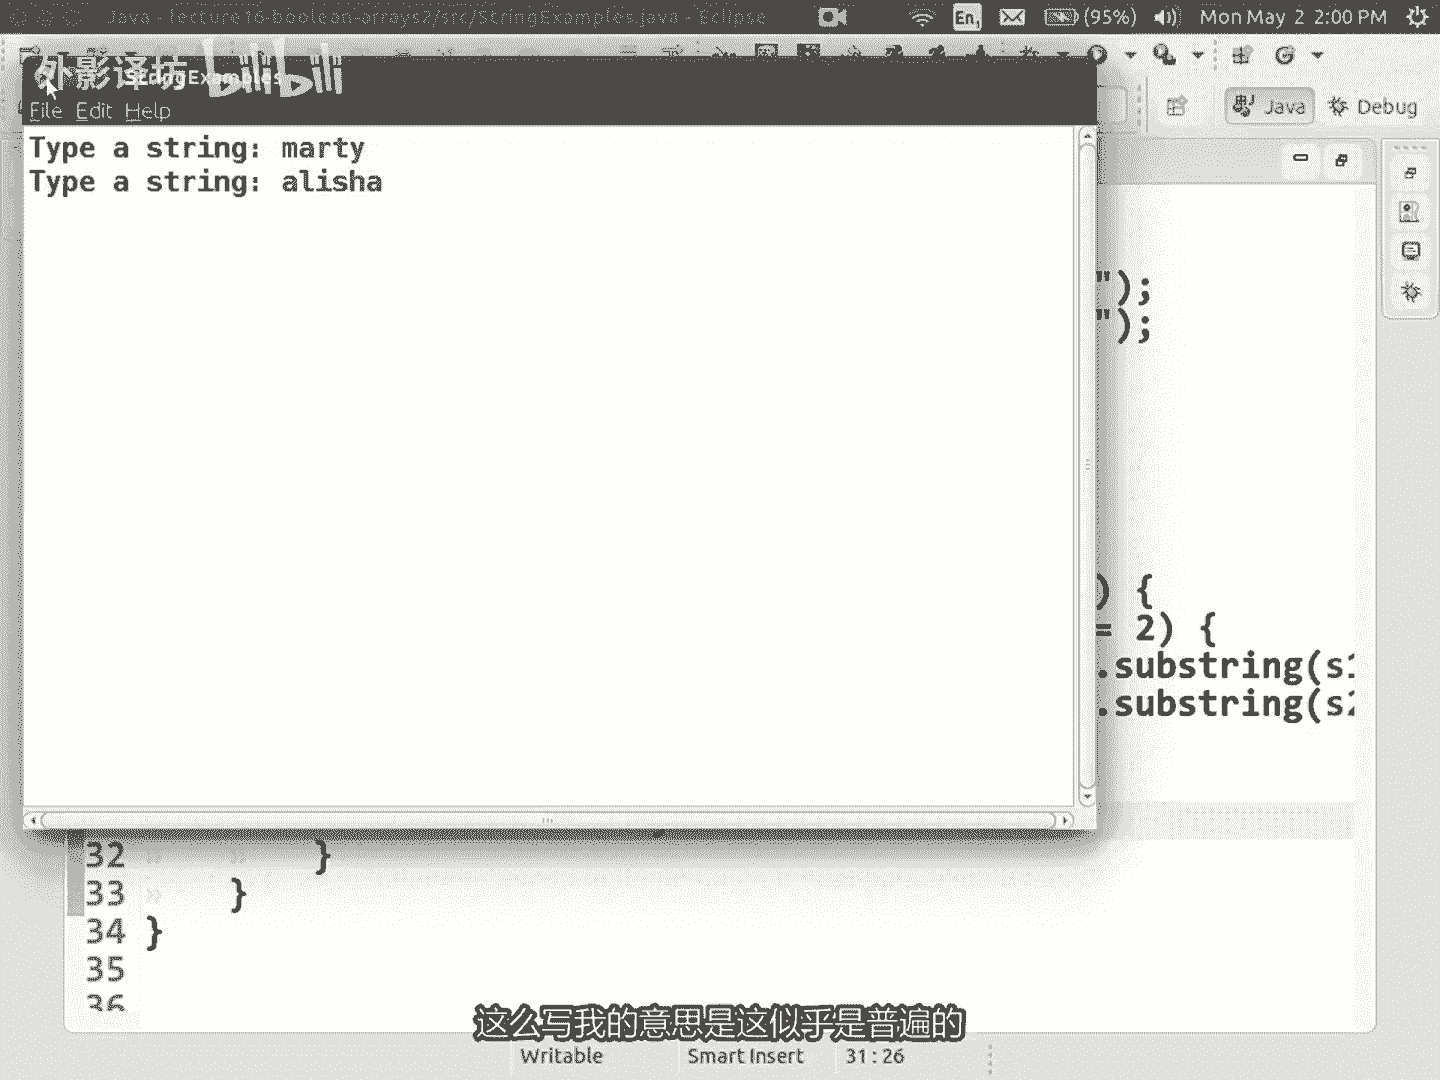 Java - lecture16-boolean-arrays2/src/StringExamples.java - Eclipse
En1
(95%)
Mon May 2 2:00 PM
外影译坊 bilibili
StringExamples
File Edit Help
Java
Debug
Type a string: marty
Type a string: alisha
");
");
) {
= 2) {
.substring(s1
.substring(s2
32 }
33 }
34 }
35
36
这么写我的意思是这似乎是普遍的
Writable
Smart Insert
31:26